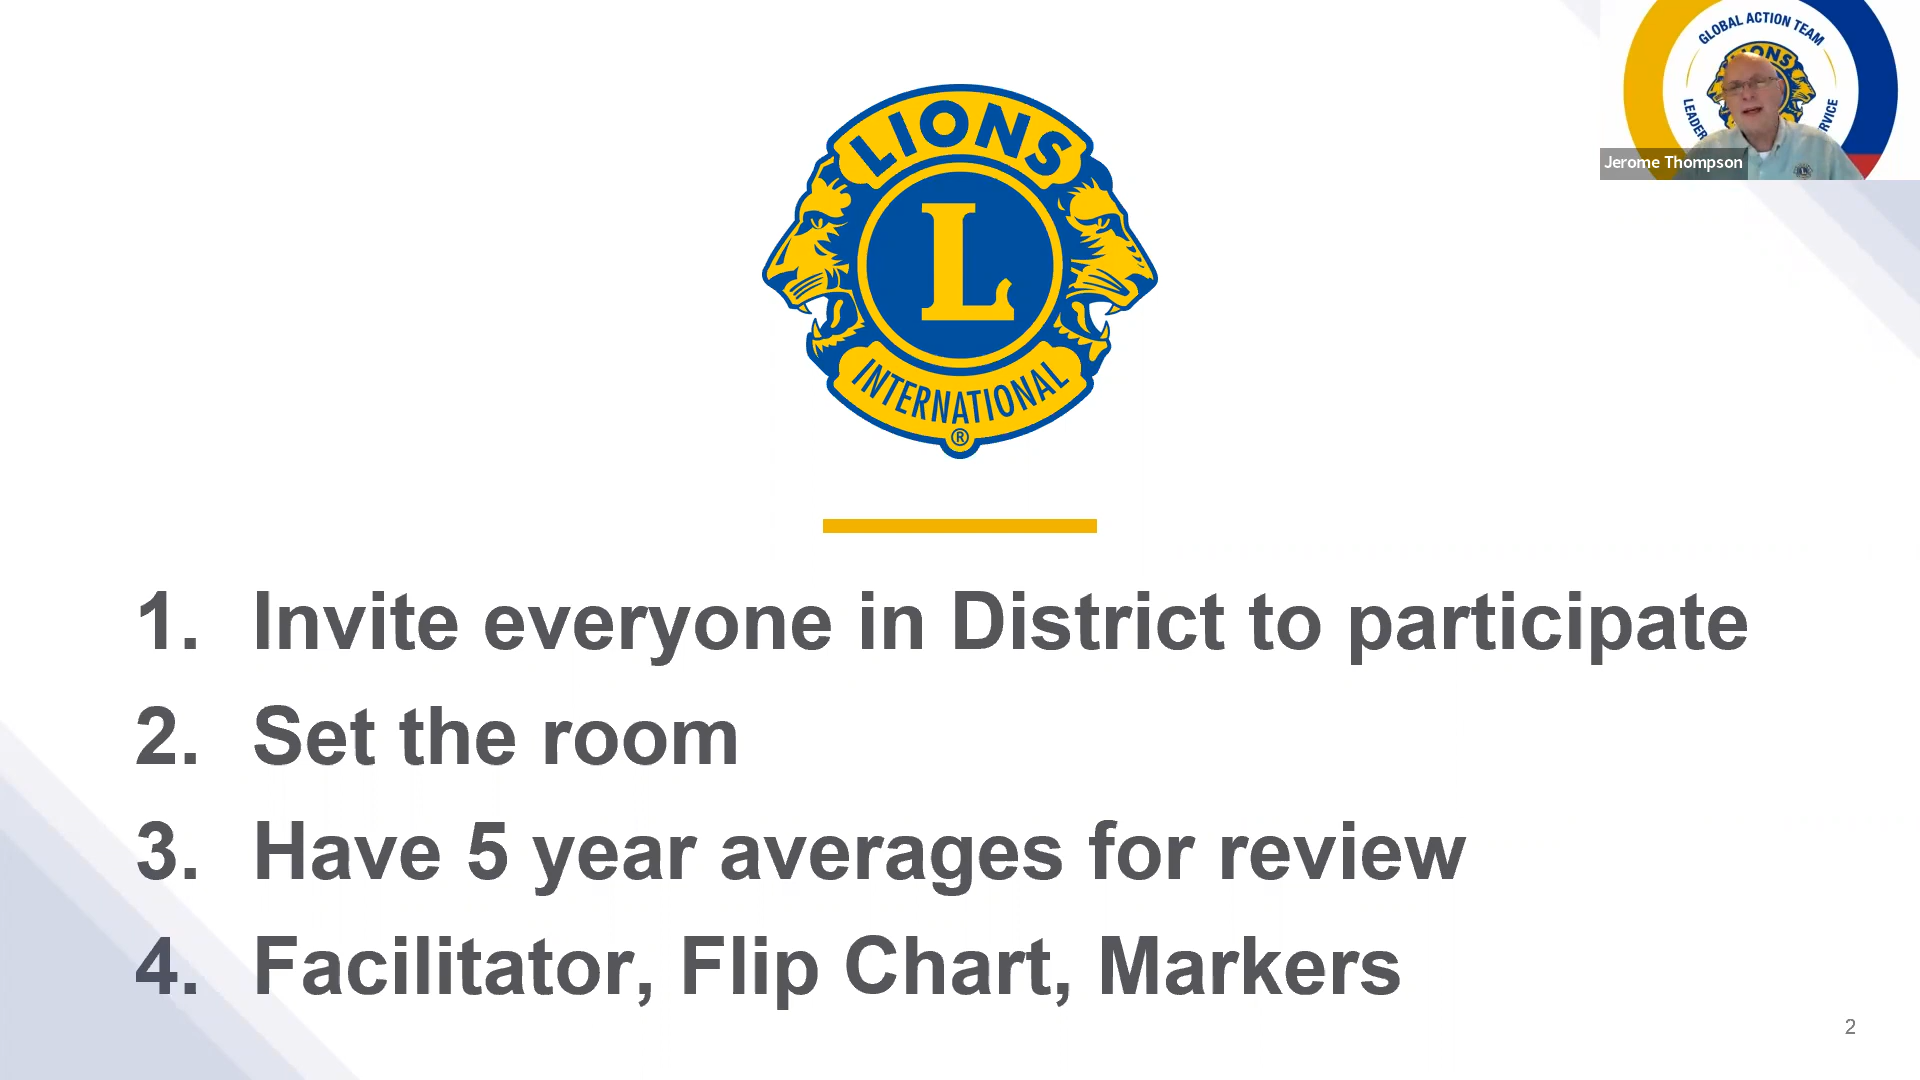 GLOBAL ACTION TEAM
LEADER
RVICE
Jerome Thompson
LIONS
L
INTERNATIONAL
®
1. Invite everyone in District to participate
2. Set the room
3. Have 5 year averages for review
4. Facilitator, Flip Chart, Markers
2